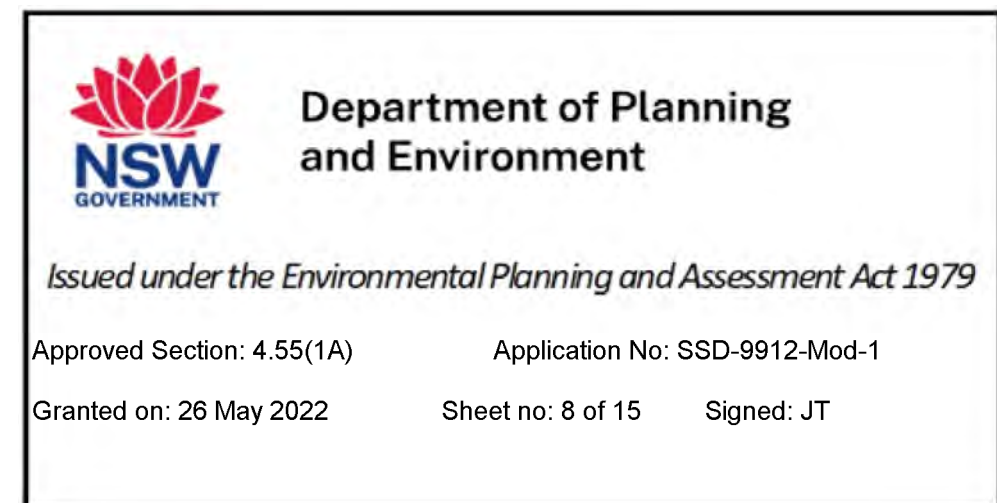 Department of Planning
and Environment
NSW
GOVERNMENT
Issued under the Environmental Planning and Assessment Act 1979
Approved Section: 4.55(1A) Application No: SSD-9912-Mod-1
Granted on: 26 May 2022 Sheet no: 8 of 15 Signed: JT